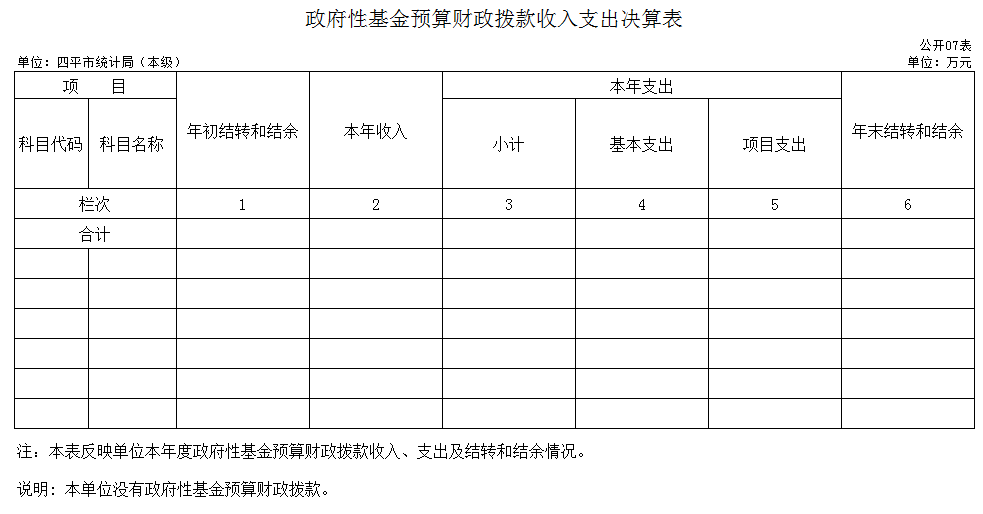 政府性基金预算财政拨款收入支出决算表
公开07表
单位：四平市统计局（本级） 单位：万元
项 目 年初结转和结余 本年收入 本年支出 年末结转和结余
科目代码 科目名称 小计 基本支出 项目支出
栏次 1 2 3 4 5 6
合计
注：本表反映单位本年度政府性基金预算财政拨款收入、支出及结转和结余情况。
说明：本单位没有政府性基金预算财政拨款。